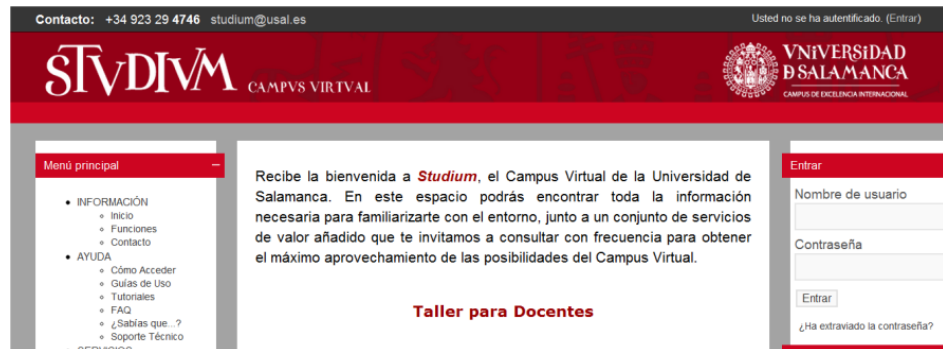 Contacto: +34 923 29 4746 studium@usal.es
Usted no se ha autentificado. (Entrar)
STVDIVM CAMPVS VIRTVAL
VNiVERSiDAD
D SALAMANCA
CAMPUS DE EXCELENCIA INTERNACIONAL
Menú principal
INFORMACIÓN
Inicio
Funciones
Contacto
AYUDA
Cómo Acceder
Guías de Uso
Tutoriales
FAQ
¿Sabías que...?
Soporte Técnico
Recibe la bienvenida a Studium, el Campus Virtual de la Universidad de
Salamanca. En este espacio podrás encontrar toda la información
necesaria para familiarizarte con el entorno, junto a un conjunto de servicios
de valor añadido que te invitamos a consultar con frecuencia para obtener
el máximo aprovechamiento de las posibilidades del Campus Virtual.
Taller para Docentes
Entrar
Nombre de usuario
Contraseña
Entrar
¿Ha extraviado la contraseña?